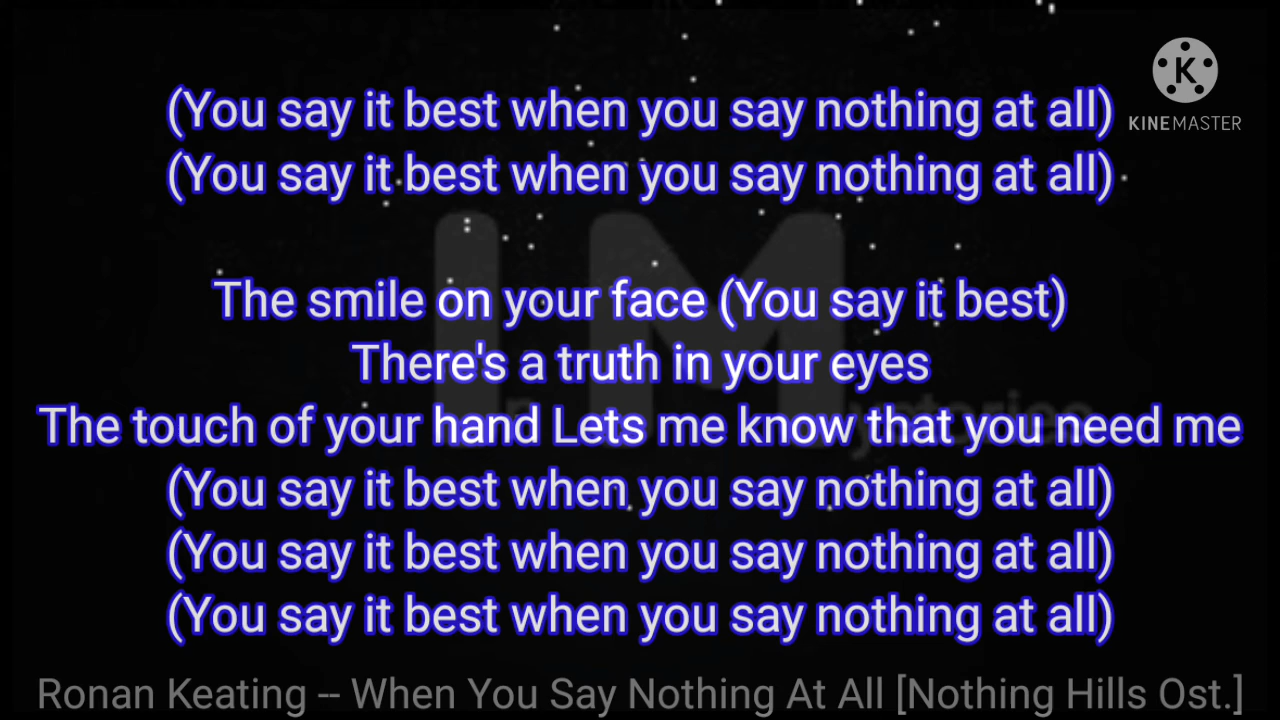 (You say it best when you say nothing at all)
KINEMASTER
(You say it best when you say nothing at all)
The smile on your face (You say it best)
There's a truth in your eyes
The touch of your hand Lets me know that you need me
(You say it best when you say nothing at all)
(You say it best when you say nothing at all)
(You say it best when you say nothing at all)
Ronan Keating -- When You Say Nothing At All [Nothing Hills Ost.]
IM